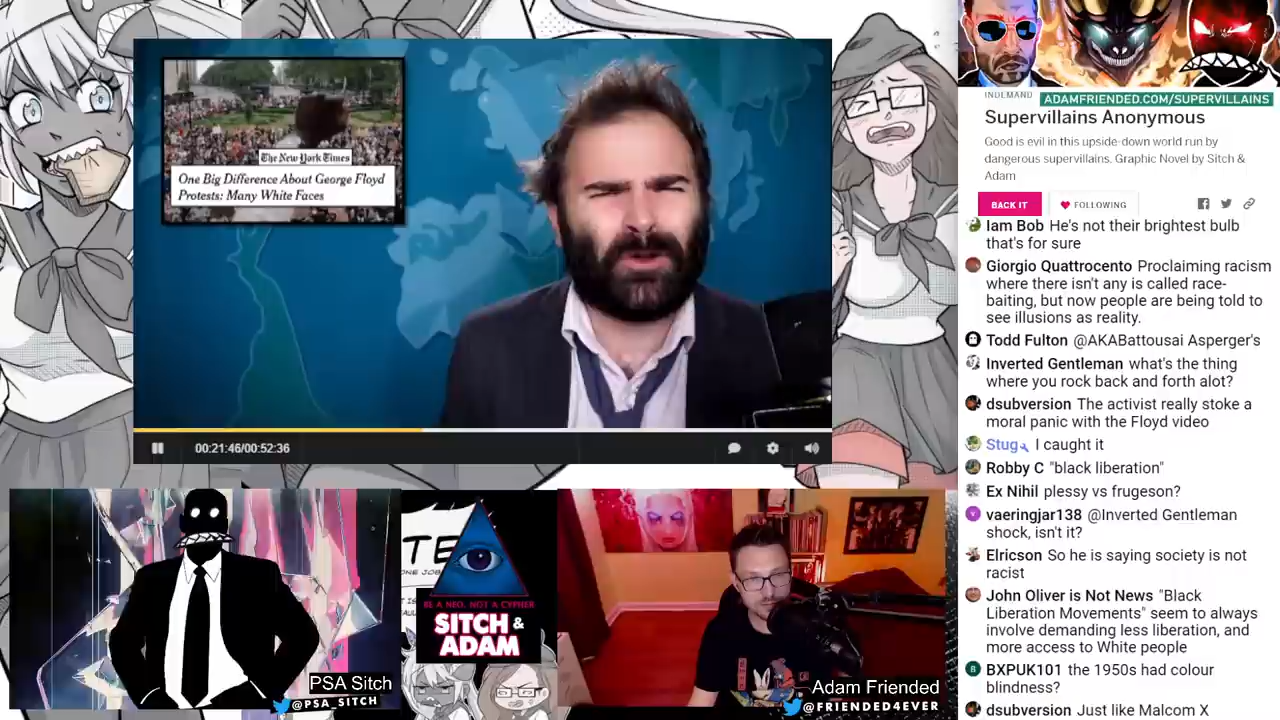 The New York Times
One Big Difference About George Floyd
Protests: Many White Faces
00:21:46/00:52:36
BE A NEO, NOT A CYPHER
SITCH &
ADAM
PSA Sitch
@PSA_SITCH
Adam Friended
@FRIENDED4EVER
INDEMAND
ADAMFRIENDED.COM/SUPERVILLAINS
Supervillains Anonymous
Good is evil in this upside-down world run by
dangerous supervillains. Graphic Novel by Sitch &
Adam
BACK IT
FOLLOWING
Iam Bob He's not their brightest bulb
that's for sure
Giorgio Quattrocento Proclaiming racism
where there isn't any is called race-
baiting, but now people are being told to
see illusions as reality.
Todd Fulton @AKABattousai Asperger's
Inverted Gentleman what's the thing
where you rock back and forth alot?
dsubversion The activist really stoke a
moral panic with the Floyd video
Stug I caught it
Robby C "black liberation"
Ex Nihil plessy vs frugeson?
vaeringjar138 @Inverted Gentleman
shock, isn't it?
Elricson So he is saying society is not
racist
John Oliver is Not News "Black
Liberation Movements" seem to always
involve demanding less liberation, and
more access to White people
BXPUK101 the 1950s had colour
blindness?
dsubversion Just like Malcom X